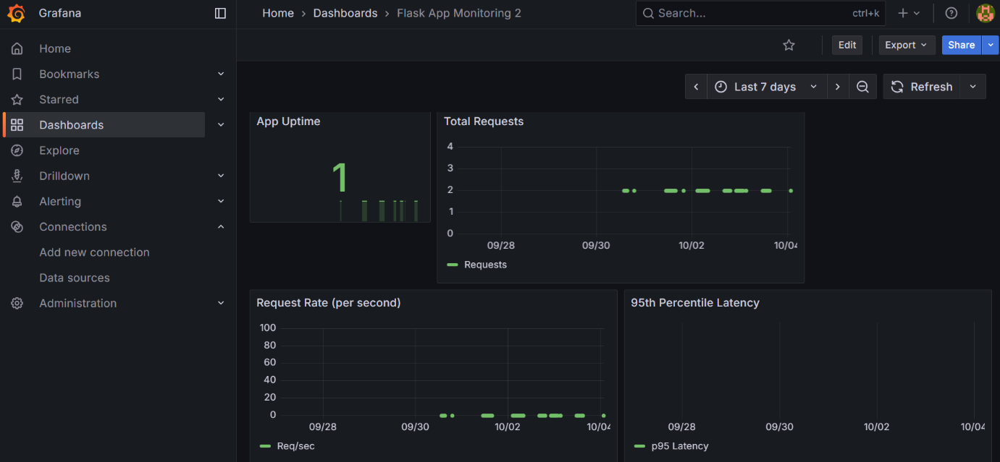 Grafana
Home › Dashboards › Flask App Monitoring 2
Search... ctrl+k
Edit Export Share
Home
Bookmarks
Starred
Dashboards
Explore
Drilldown
Alerting
Connections
Add new connection
Data sources
Administration
Last 7 days Refresh
App Uptime
1
Total Requests
4
3
2
1
0
09/28 09/30 10/02 10/04
Requests
Request Rate (per second)
100
80
60
40
20
0
09/28 09/30 10/02 10/04
Req/sec
95th Percentile Latency
09/28 09/30 10/02 10/04
p95 Latency